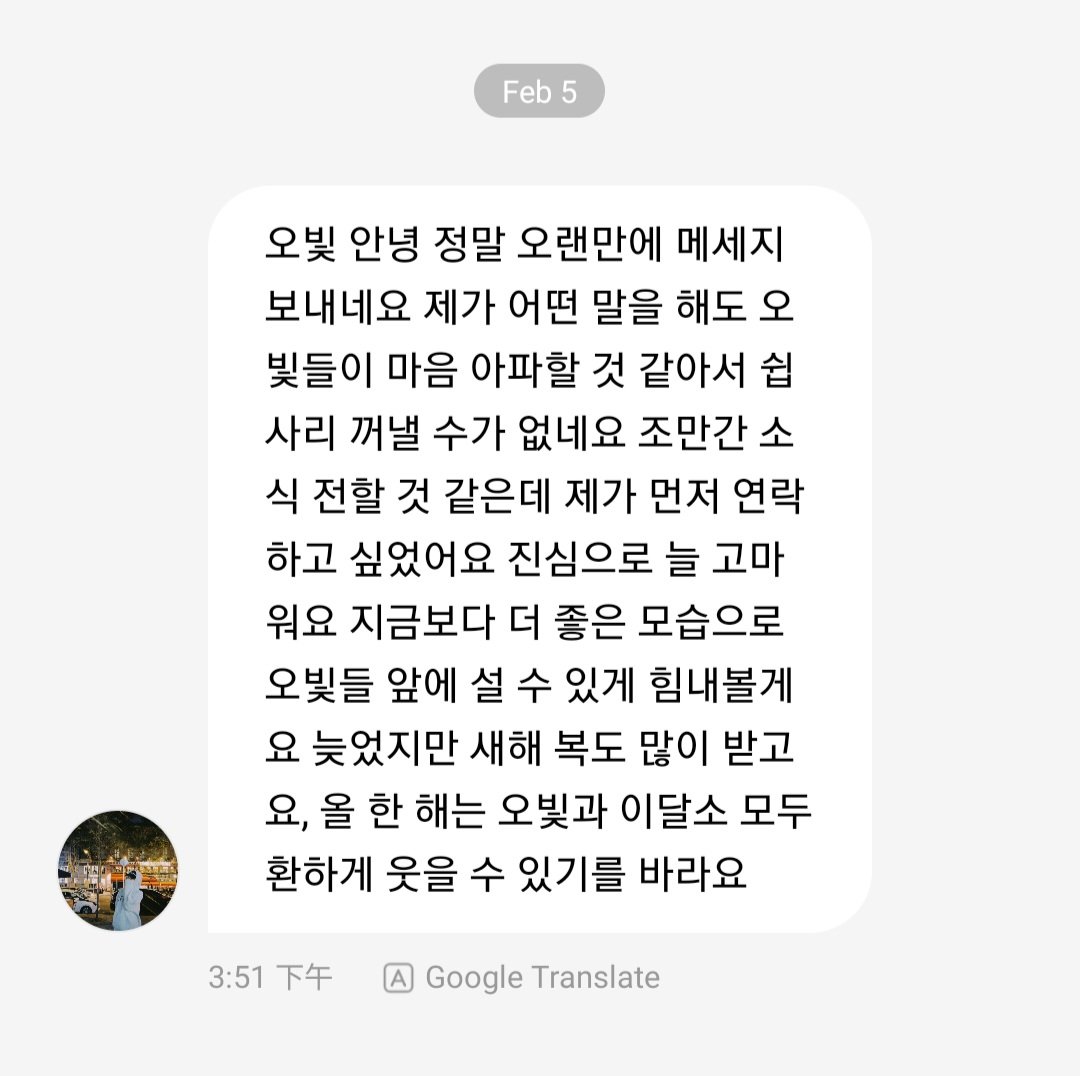 Feb 5
오빛 안녕 정말 오랜만에 메세지
보내네요 제가 어떤 말을 해도 오
빛들이 마음 아파할 것 같아서 쉽
사리 꺼낼 수가 없네요 조만간 소
식 전할 것 같은데 제가 먼저 연락
하고 싶었어요 진심으로 늘 고마
워요 지금보다 더 좋은 모습으로
오빛들 앞에 설 수 있게 힘내볼게
요 늦었지만 새해 복도 많이 받고
요, 올 한 해는 오빛과 이달소 모두
환하게 웃을 수 있기를 바라요
3:51 下午 A Google Translate